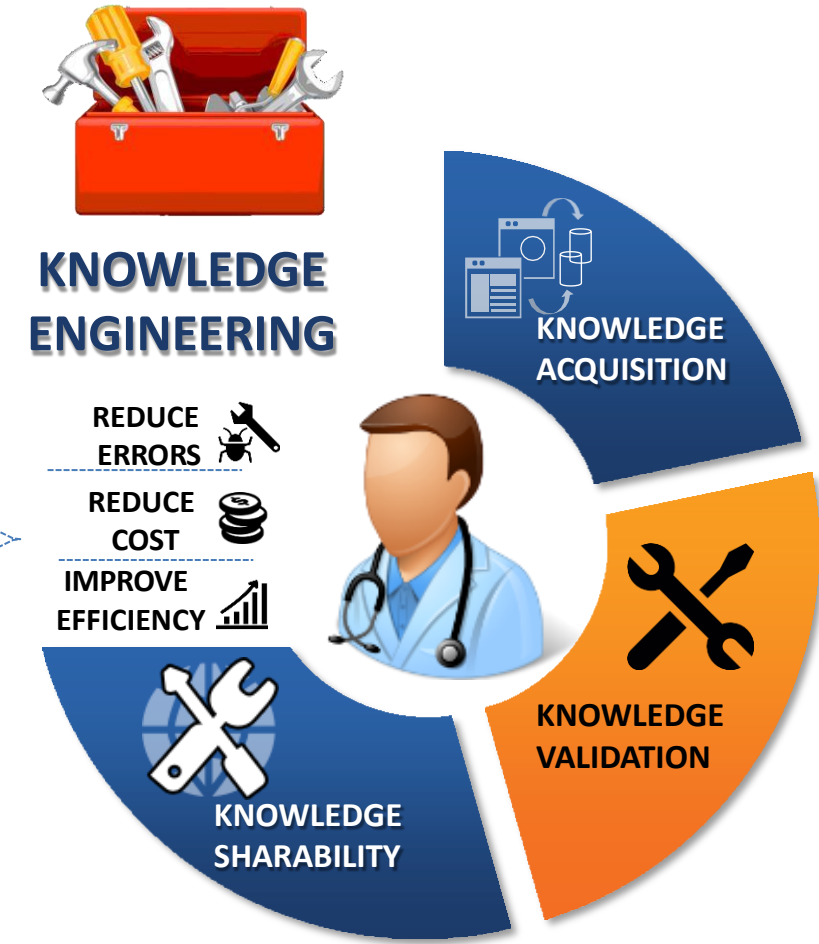 KNOWLEDGE
ENGINEERING
KNOWLEDGE
ACQUISITION
REDUCE
ERRORS
REDUCE
COST
IMPROVE
EFFICIENCY
KNOWLEDGE
VALIDATION
KNOWLEDGE
SHARABILITY